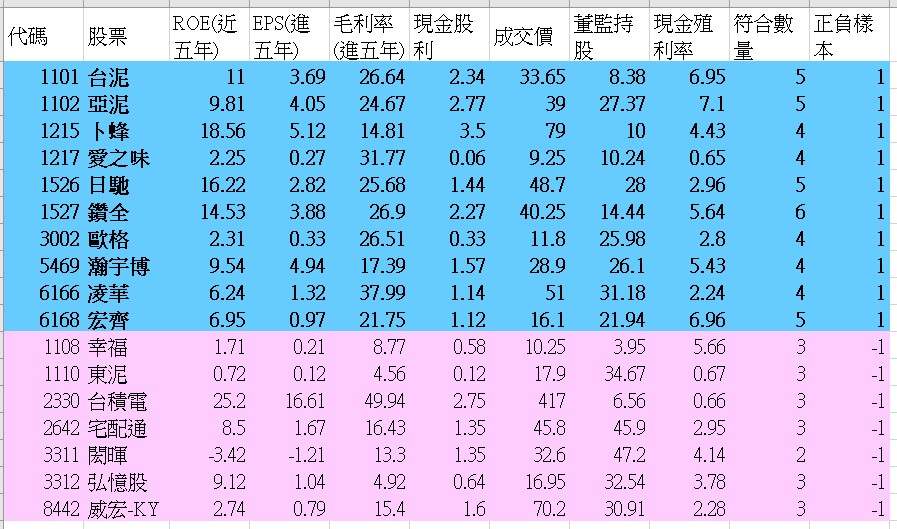 代碼 股票 ROE(近五年) EPS(進五年) 毛利率(進五年) 現金股利 成交價 董監持股 現金殖利率 符合數量 正負樣本
1101 台泥 11 3.69 26.64 2.34 33.65 8.38 6.95 5 1
1102 亞泥 9.81 4.05 24.67 2.77 39 27.37 7.1 5 1
1215 卜蜂 18.56 5.12 14.81 3.5 79 10 4.43 4 1
1217 愛之味 2.25 0.27 31.77 0.06 9.25 10.24 0.65 4 1
1526 日馳 16.22 2.82 25.68 1.44 48.7 28 2.96 5 1
1527 鑽全 14.53 3.88 26.9 2.27 40.25 14.44 5.64 6 1
3002 歐格 2.31 0.33 26.51 0.33 11.8 25.98 2.8 4 1
5469 瀚宇博 9.54 4.94 17.39 1.57 28.9 26.1 5.43 4 1
6166 凌華 6.24 1.32 37.99 1.14 51 31.18 2.24 4 1
6168 宏齊 6.95 0.97 21.75 1.12 16.1 21.94 6.96 5 1
1108 幸福 1.71 0.21 8.77 0.58 10.25 3.95 5.66 3 -1
1110 東泥 0.72 0.12 4.56 0.12 17.9 34.67 0.67 3 -1
2330 台積電 25.2 16.61 49.94 2.75 417 6.56 0.66 3 -1
2642 宅配通 8.5 1.67 16.43 1.35 45.8 45.9 2.95 3 -1
3311 閎暉 -3.42 -1.21 13.3 1.35 32.6 47.2 4.14 2 -1
3312 弘憶股 9.12 1.04 4.92 0.64 16.95 32.54 3.78 3 -1
8442 威宏-KY 2.74 0.79 15.4 1.6 70.2 30.91 2.28 3 -1